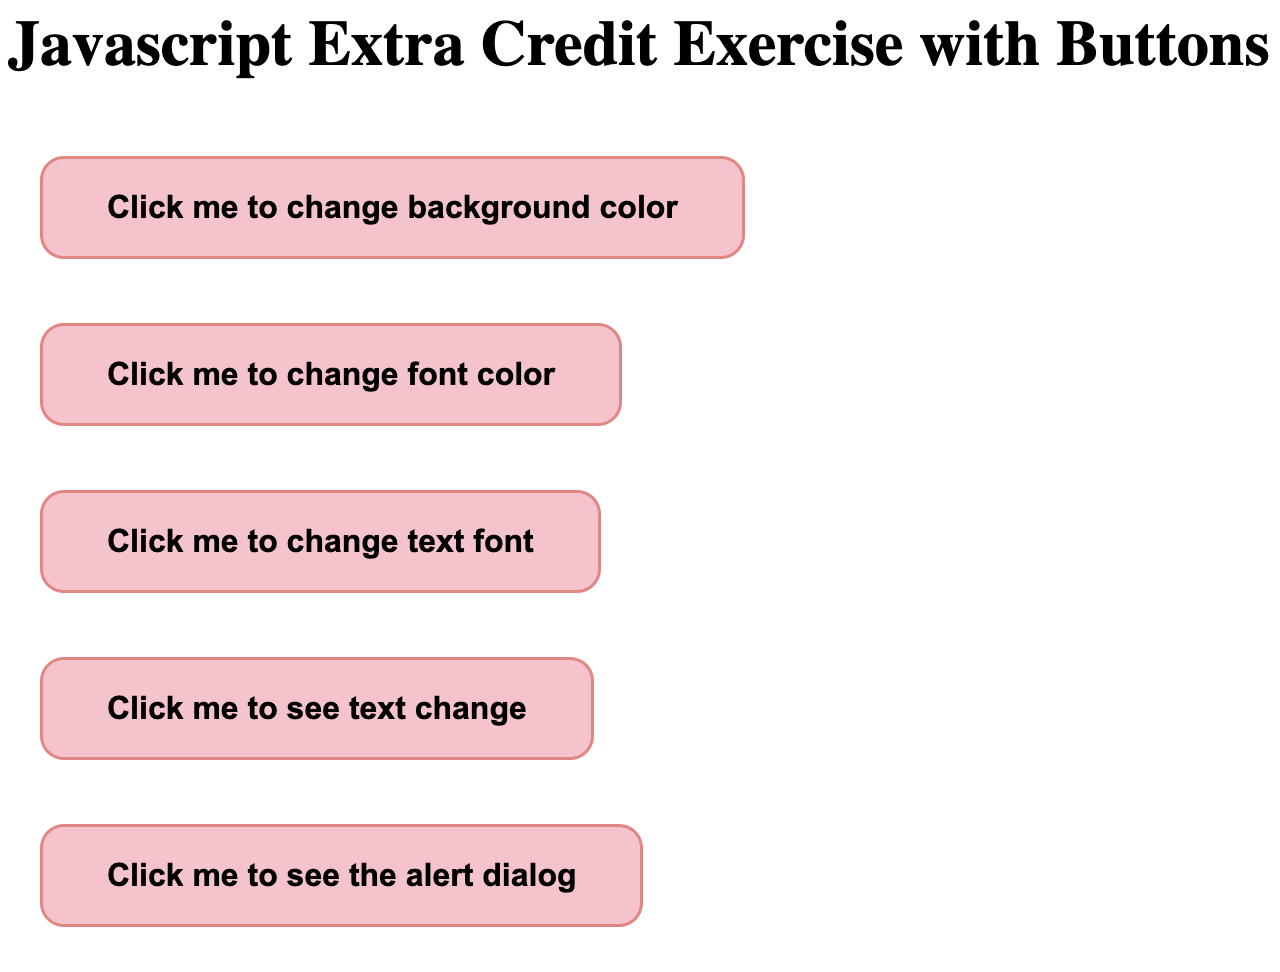 Javascript Extra Credit Exercise with Buttons
Click me to change background color
Click me to change font color
Click me to change text font
Click me to see text change
Click me to see the alert dialog